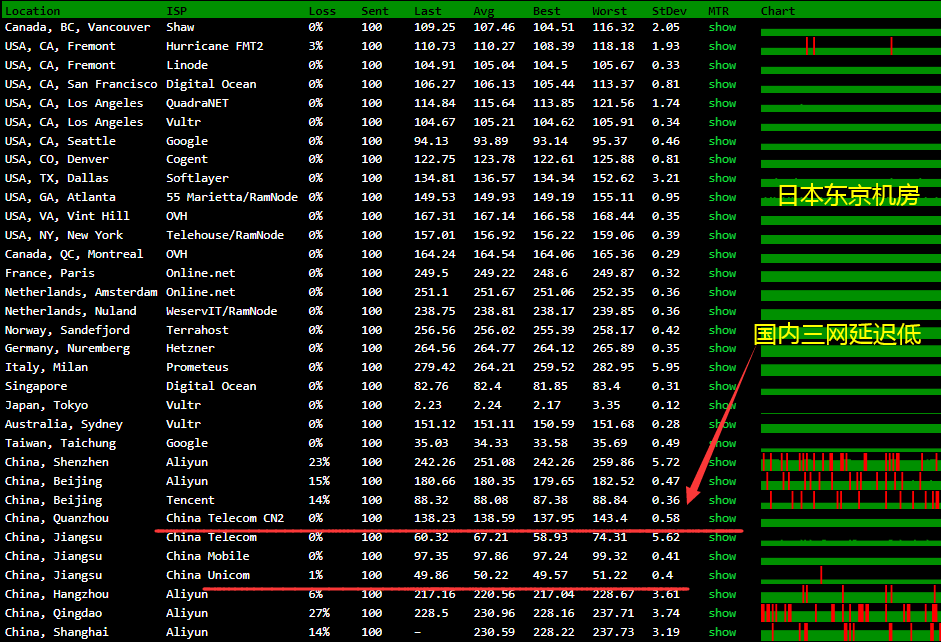 Location ISP Loss Sent Last Avg Best Worst StDev MTR Chart
Canada, BC, Vancouver Shaw 0% 100 109.25 107.46 104.51 116.32 2.05 show
USA, CA, Fremont Hurricane FMT2 3% 100 110.73 110.27 108.39 118.18 1.93 show
USA, CA, Fremont Linode 0% 100 104.91 105.04 104.5 105.67 0.33 show
USA, CA, San Francisco Digital Ocean 0% 100 106.27 106.13 105.44 113.37 0.81 show
USA, CA, Los Angeles QuadraNET 0% 100 114.84 115.64 113.85 121.56 1.74 show
USA, CA, Los Angeles Vultr 0% 100 104.67 105.21 104.62 105.91 0.34 show
USA, CA, Seattle Google 0% 100 94.13 93.89 93.14 95.37 0.46 show
USA, CO, Denver Cogent 0% 100 122.75 123.78 122.61 125.88 0.81 show
USA, TX, Dallas Softlayer 0% 100 134.81 136.57 134.34 152.62 3.21 show
USA, GA, Atlanta 55 Marietta/RamNode 0% 100 149.53 149.93 149.19 155.11 0.95 show
日本东京机房
USA, VA, Vint Hill OVH 0% 100 167.31 167.14 166.58 168.44 0.35 show
USA, NY, New York Telehouse/RamNode 0% 100 157.01 156.92 156.22 159.06 0.39 show
Canada, QC, Montreal OVH 0% 100 164.24 164.54 164.06 165.36 0.29 show
France, Paris Online.net 0% 100 249.5 249.22 248.6 249.87 0.32 show
Netherlands, Amsterdam Online.net 0% 100 251.1 251.67 251.06 252.35 0.36 show
Netherlands, Nuland WeservIT/RamNode 0% 100 238.75 238.81 238.17 239.85 0.36 show
Norway, Sandefjord Terrahost 0% 100 256.56 256.02 255.39 258.17 0.42 show
国内三网延迟低
Germany, Nuremberg Hetzner 0% 100 264.56 264.77 264.12 265.89 0.35 show
Italy, Milan Prometeus 0% 100 279.42 264.21 259.52 282.95 5.95 show
Singapore Digital Ocean 0% 100 82.76 82.4 81.85 83.4 0.31 show
Japan, Tokyo Vultr 0% 100 2.23 2.24 2.17 3.35 0.12 show
Australia, Sydney Vultr 0% 100 151.12 151.11 150.59 151.68 0.28 show
Taiwan, Taichung Google 0% 100 35.03 34.33 33.58 35.69 0.49 show
China, Shenzhen Aliyun 23% 100 242.26 251.08 242.26 259.86 5.72 show
China, Beijing Aliyun 15% 100 180.66 180.35 179.65 182.52 0.47 show
China, Beijing Tencent 14% 100 88.32 88.08 87.38 88.84 0.36 show
China, Quanzhou China Telecom CN2 0% 100 138.23 138.59 137.95 143.4 0.58 show
China, Jiangsu China Telecom 0% 100 60.32 67.21 58.93 74.31 5.62 show
China, Jiangsu China Mobile 0% 100 97.35 97.86 97.24 99.32 0.41 show
China, Jiangsu China Unicom 1% 100 49.86 50.22 49.57 51.22 0.4 show
China, Hangzhou Aliyun 6% 100 217.16 220.56 217.04 228.67 3.61 show
China, Qingdao Aliyun 27% 100 228.5 230.96 228.16 237.71 3.74 show
China, Shanghai Aliyun 14% 100 – 230.59 228.22 237.73 3.19 show